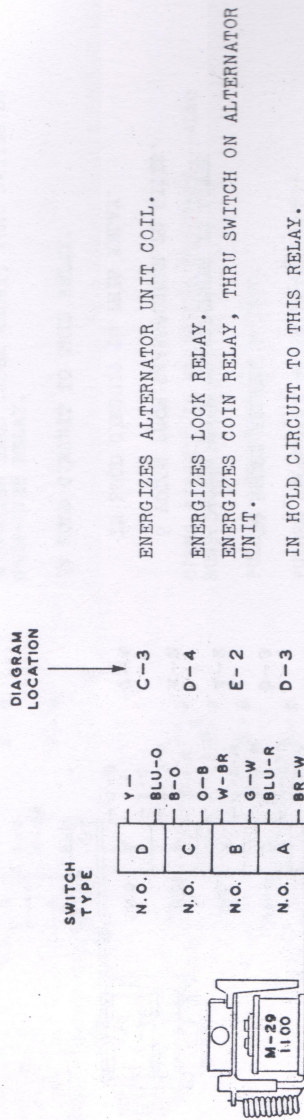 DIAGRAM
LOCATION
SWITCH
TYPE
Y-
N.O. D C-3 ENERGIZES ALTERNATOR UNIT COIL.
BLU-O
B-O
N.O. C D-4 ENERGIZES LOCK RELAY.
O-B
W-BR
N.O. B E-2 ENERGIZES COIN RELAY, THRU SWITCH ON ALTERNATOR
UNIT.
G-W
BLU-R
N.O. A D-3 IN HOLD CIRCUIT TO THIS RELAY.
BR-W
M-29
1100